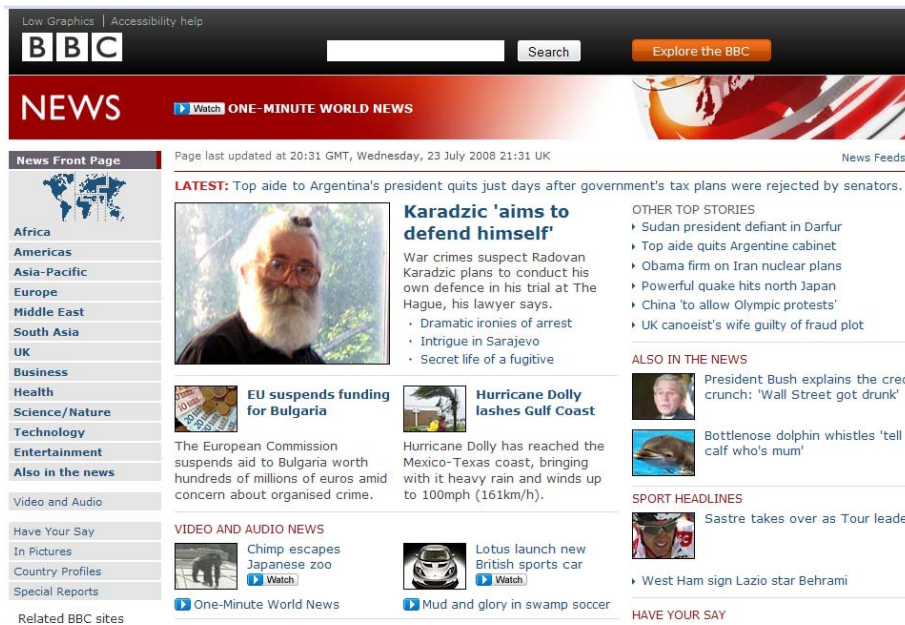 Low Graphics | Accessibility help
BBC
Search
Explore the BBC
NEWS
Watch ONE-MINUTE WORLD NEWS
News Front Page
Africa
Americas
Asia-Pacific
Europe
Middle East
South Asia
UK
Business
Health
Science/Nature
Technology
Entertainment
Also in the news
Video and Audio
Have Your Say
In Pictures
Country Profiles
Special Reports
Related BBC sites
Page last updated at 20:31 GMT, Wednesday, 23 July 2008 21:31 UK
News Feeds
LATEST: Top aide to Argentina's president quits just days after government's tax plans were rejected by senators.
Karadzic 'aims to
defend himself'
War crimes suspect Radovan
Karadzic plans to conduct his
own defence in his trial at The
Hague, his lawyer says.
Dramatic ironies of arrest
Intrigue in Sarajevo
Secret life of a fugitive
EU suspends funding
for Bulgaria
The European Commission
suspends aid to Bulgaria worth
hundreds of millions of euros amid
concern about organised crime.
Hurricane Dolly
lashes Gulf Coast
Hurricane Dolly has reached the
Mexico-Texas coast, bringing
with it heavy rain and winds up
to 100mph (161km/h).
VIDEO AND AUDIO NEWS
Chimp escapes
Japanese zoo
Watch
Lotus launch new
British sports car
Watch
One-Minute World News
Mud and glory in swamp soccer
OTHER TOP STORIES
Sudan president defiant in Darfur
Top aide quits Argentine cabinet
Obama firm on Iran nuclear plans
Powerful quake hits north Japan
China 'to allow Olympic protests'
UK canoeist's wife guilty of fraud plot
ALSO IN THE NEWS
President Bush explains the
crunch: 'Wall Street got drunk'
Bottlenose dolphin whistles 'tell
calf who's mum'
SPORT HEADLINES
Sastre takes over as Tour
West Ham sign Lazio star Behrami
HAVE YOUR SAY